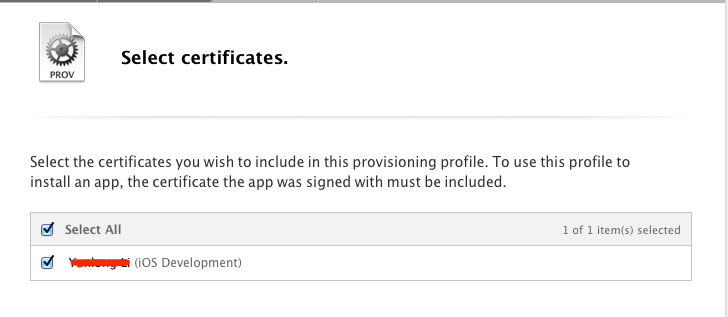 PROV
Select certificates.
Select the certificates you wish to include in this provisioning profile. To use this profile to
install an app, the certificate the app was signed with must be included.
Select All 1 of 1 item(s) selected
(iOS Development)